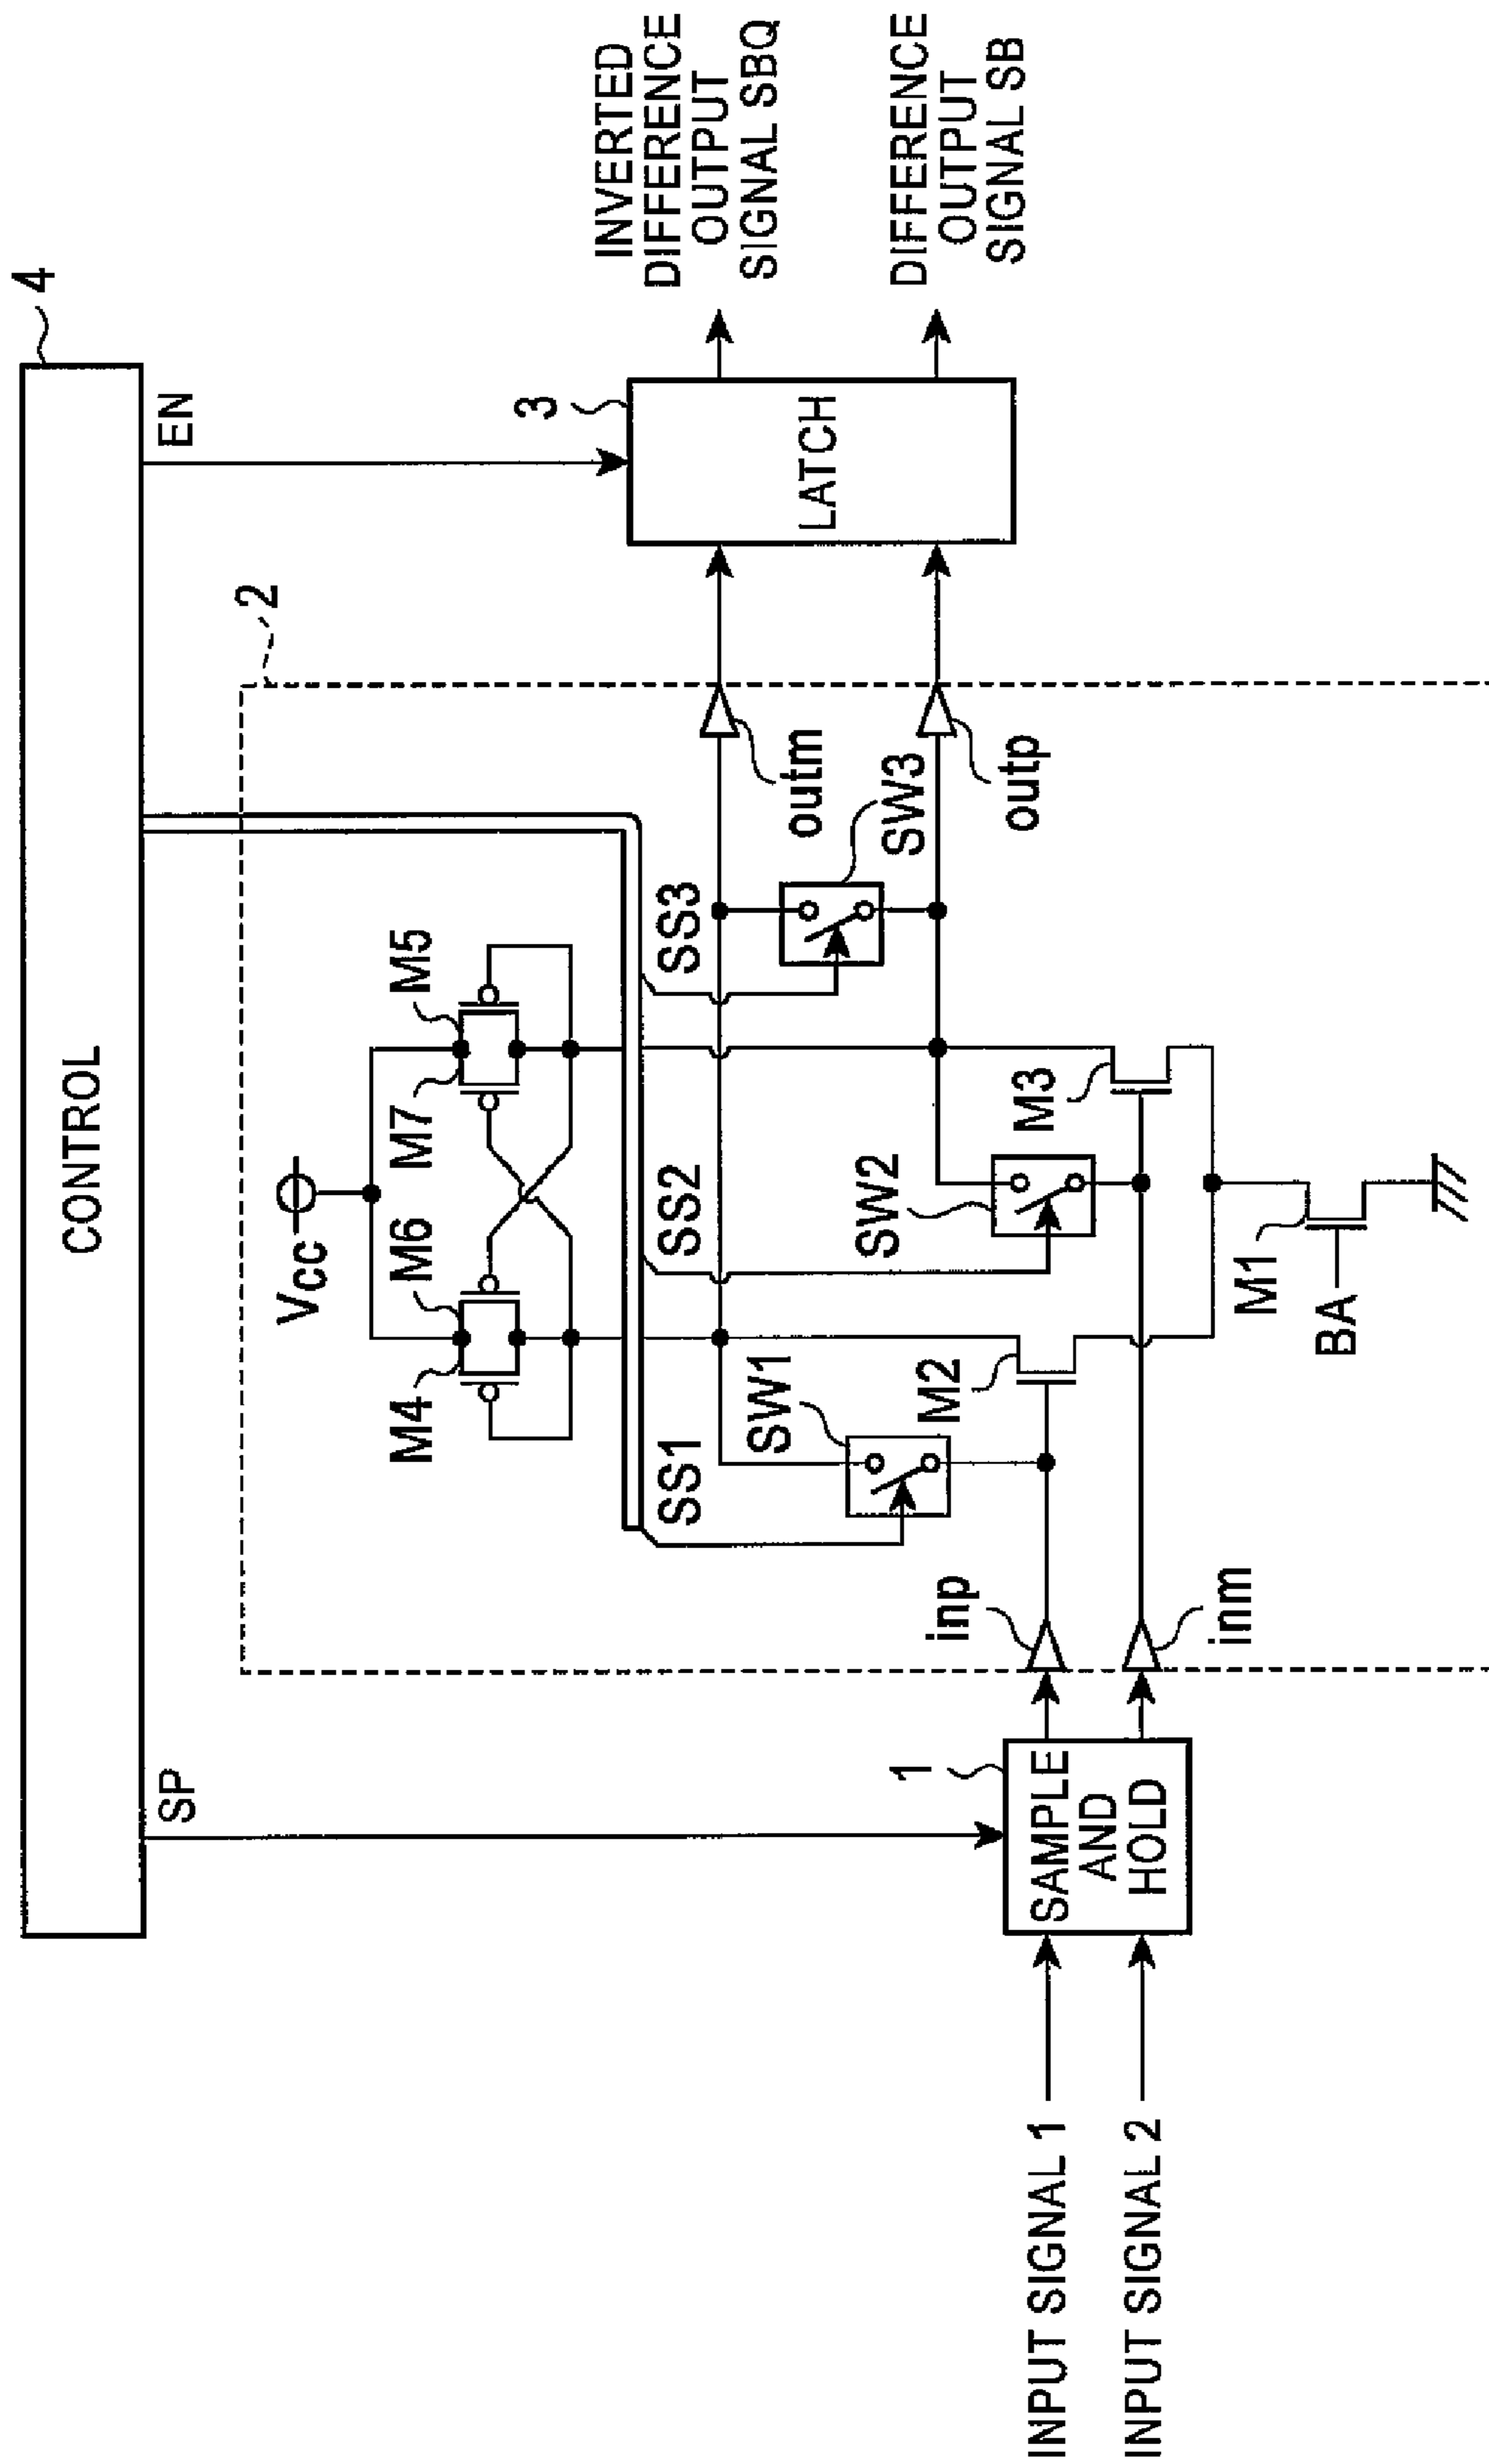 CONTROL
4
SP
EN
2
Vcc
M4
M6
M7
M5
SS1
SS2
SS3
SW1
M2
SW2
M3
SW3
outm
outp
inp
inm
M1
BA
1
SAMPLE
AND
HOLD
INPUT SIGNAL 1
INPUT SIGNAL 2
3
LATCH
INVERTED
DIFFERENCE
OUTPUT
SIGNAL SBQ
DIFFERENCE
OUTPUT
SIGNAL SB